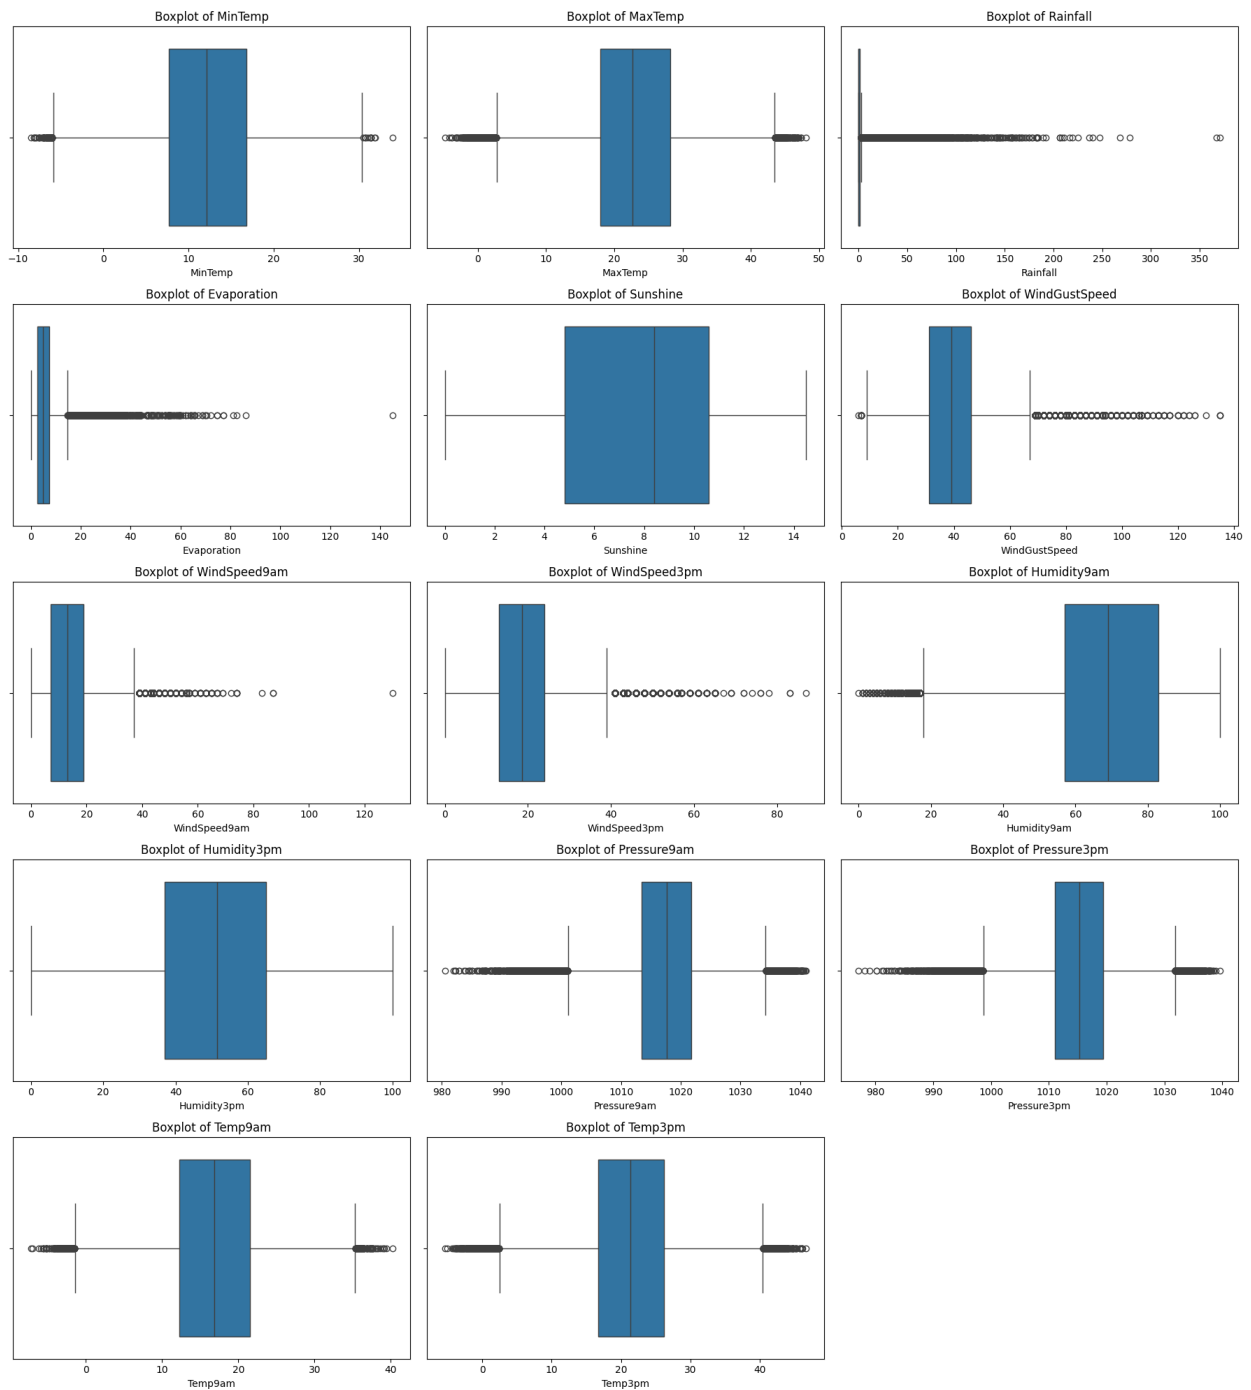 Boxplot of MinTemp
Boxplot of MaxTemp
Boxplot of Rainfall
−10 0 10 20 30
0 10 20 30 40 50
0 50 100 150 200 250 300 350
MinTemp
MaxTemp
Rainfall
Boxplot of Evaporation
Boxplot of Sunshine
Boxplot of WindGustSpeed
0 20 40 60 80 100 120 140
0 2 4 6 8 10 12 14
0 20 40 60 80 100 120 140
Evaporation
Sunshine
WindGustSpeed
Boxplot of WindSpeed9am
Boxplot of WindSpeed3pm
Boxplot of Humidity9am
0 20 40 60 80 100 120
0 20 40 60 80
0 20 40 60 80 100
WindSpeed9am
WindSpeed3pm
Humidity9am
Boxplot of Humidity3pm
Boxplot of Pressure9am
Boxplot of Pressure3pm
0 20 40 60 80 100
980 990 1000 1010 1020 1030 1040
980 990 1000 1010 1020 1030 1040
Humidity3pm
Pressure9am
Pressure3pm
Boxplot of Temp9am
Boxplot of Temp3pm
0 10 20 30 40
0 10 20 30 40
Temp9am
Temp3pm